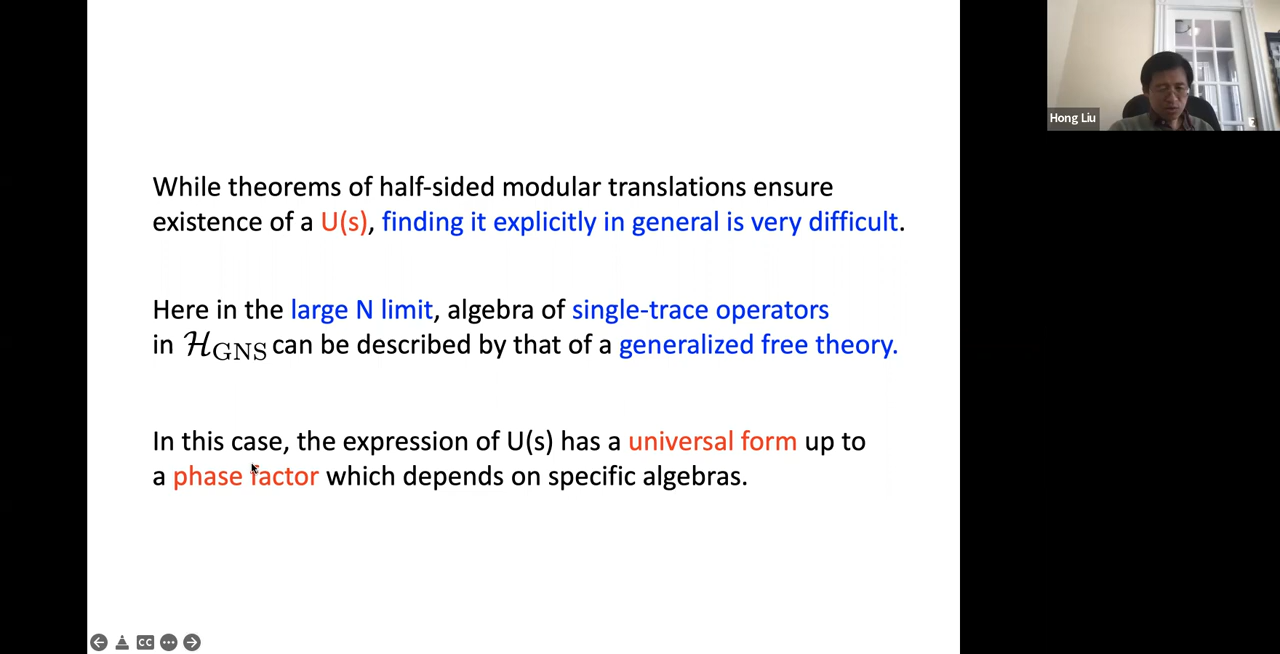 While theorems of half-sided modular translations ensure
existence of a U(s), finding it explicitly in general is very difficult.
Here in the large N limit, algebra of single-trace operators
in ℋGNS can be described by that of a generalized free theory.
In this case, the expression of U(s) has a universal form up to
a phase factor which depends on specific algebras.
Hong Liu
CC